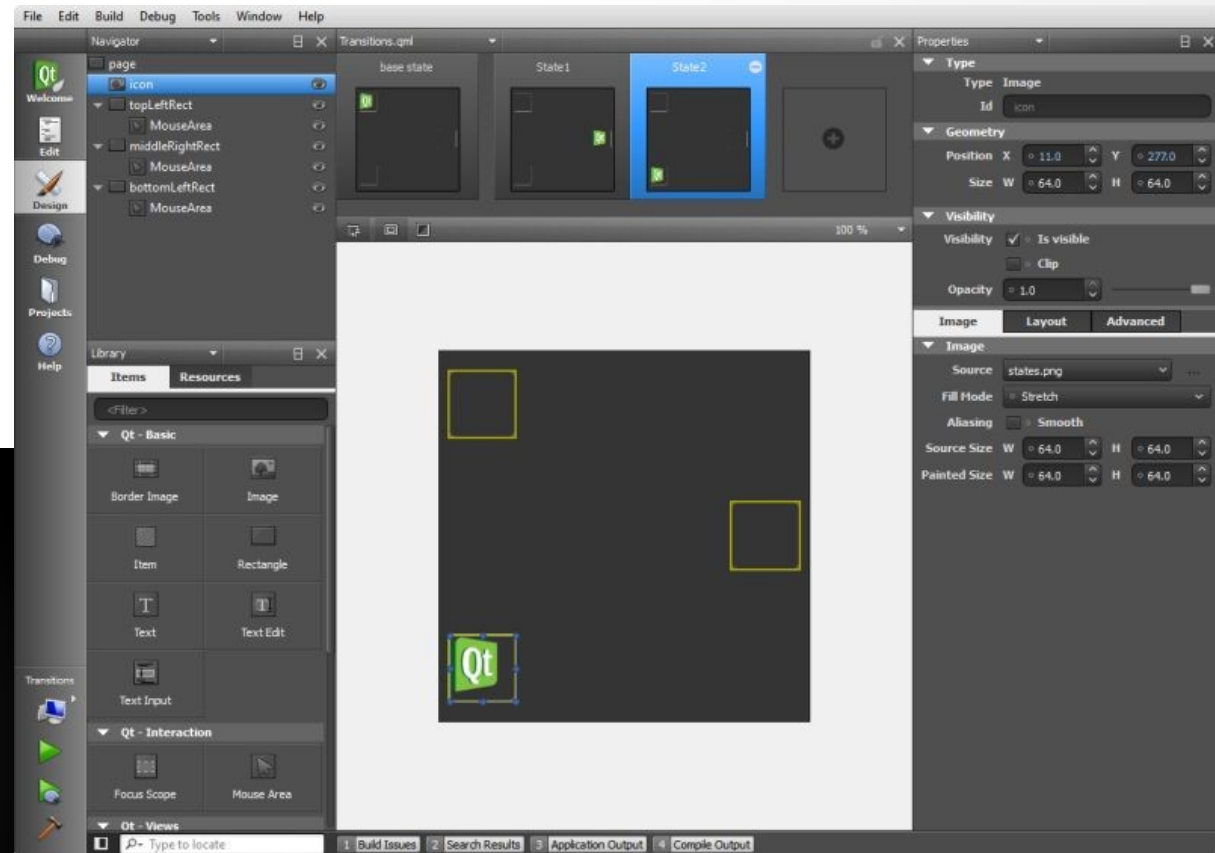 File Edit Build Debug Tools Window Help
Navigator
Transitions.qml
Properties
Qt
Welcome
Edit
Design
Debug
Projects
Help
page
icon
topLeftRect
MouseArea
middleRightRect
MouseArea
bottomLeftRect
MouseArea
base state
State1
State2
100 %
Type
Type Image
Id icon
Geometry
Position X 11.0 Y 277.0
Size W 64.0 H 64.0
Visibility
Visibility Is visible
Clip
Opacity 1.0
Image Layout Advanced
Image
Source states.png ...
Fill Mode Stretch
Aliasing Smooth
Source Size W 64.0 H 64.0
Painted Size W 64.0 H 64.0
Library
Items Resources
<Filter>
Qt - Basic
Border Image Image
Item Rectangle
Text Text Edit
Text Input
Qt - Interaction
Focus Scope Mouse Area
Qt - Views
Qt
Transitions
Type to locate
1 Build Issues 2 Search Results 3 Application Output 4 Compile Output